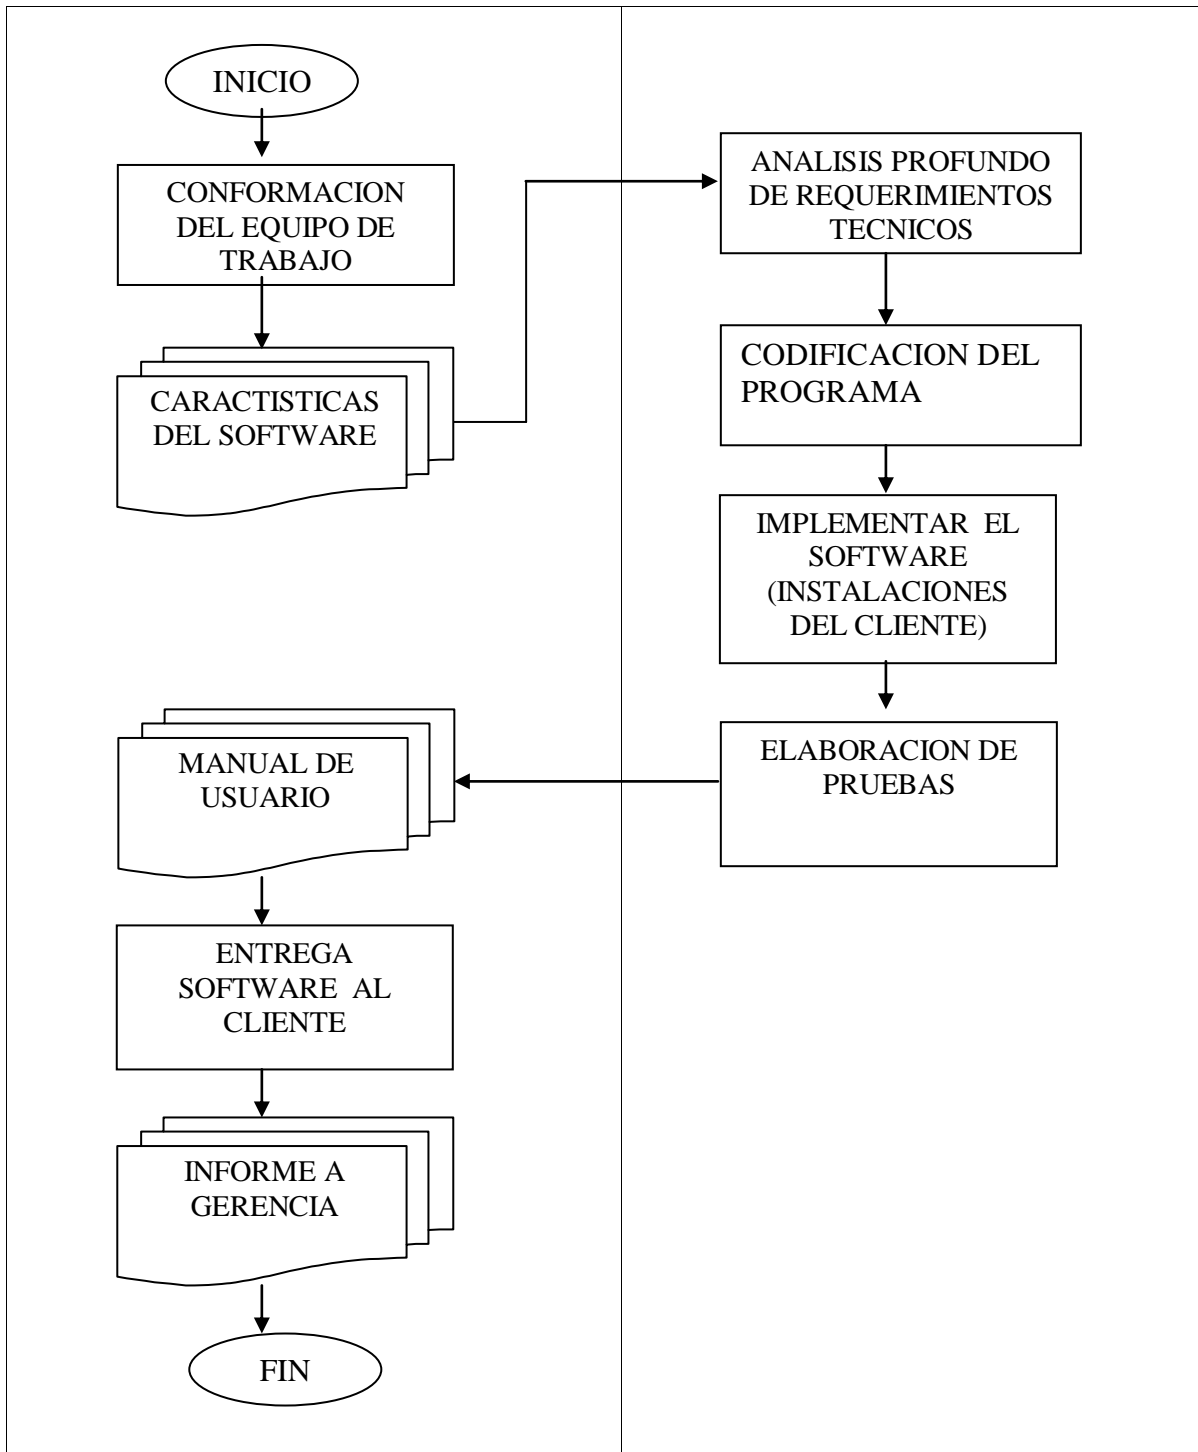 INICIO
CONFORMACION
DEL EQUIPO DE
TRABAJO
CARACTISTICAS
DEL SOFTWARE
ANALISIS PROFUNDO
DE REQUERIMIENTOS
TECNICOS
CODIFICACION DEL
PROGRAMA
IMPLEMENTAR EL
SOFTWARE
(INSTALACIONES
DEL CLIENTE)
ELABORACION DE
PRUEBAS
MANUAL DE
USUARIO
ENTREGA
SOFTWARE AL
CLIENTE
INFORME A
GERENCIA
FIN